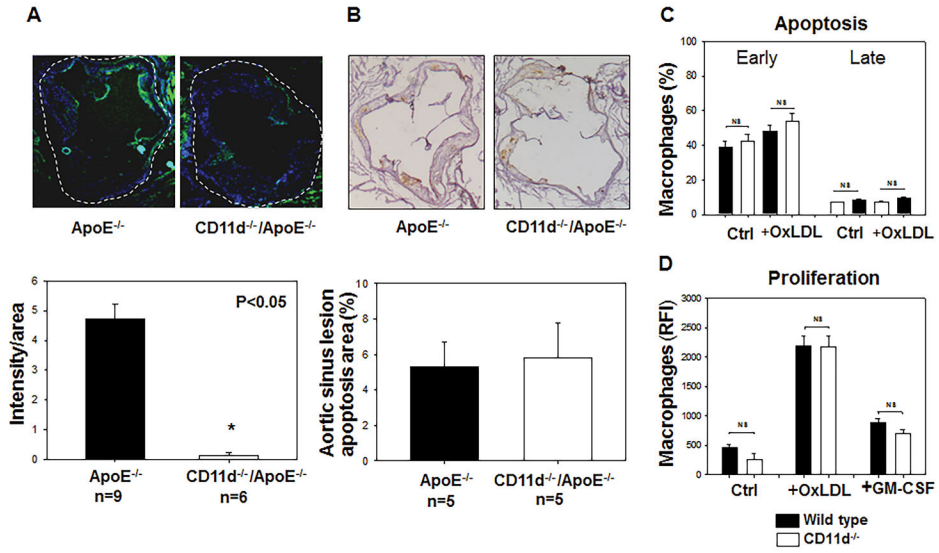 A
ApoE-/-
CD11d-/-/ApoE-/-
Intensity/area
6
5
4
3
2
1
0
P<0.05
*
ApoE-/-
n=9
CD11d-/-/ApoE-/-
n=6
B
ApoE-/-
CD11d-/-/ApoE-/-
Aortic sinus lesion
apoptosis area (%)
10
8
6
4
2
0
ApoE-/-
n=5
CD11d-/-/ApoE-/-
n=5
C
Apoptosis
Macrophages (%)
100
80
60
40
20
0
Early
Late
NS
NS
NS
NS
Ctrl
+OxLDL
Ctrl
+OxLDL
D
Proliferation
Macrophages (RFI)
3000
2500
2000
1500
1000
500
0
NS
NS
NS
Ctrl
+OxLDL
+GM-CSF
Wild type
CD11d-/-